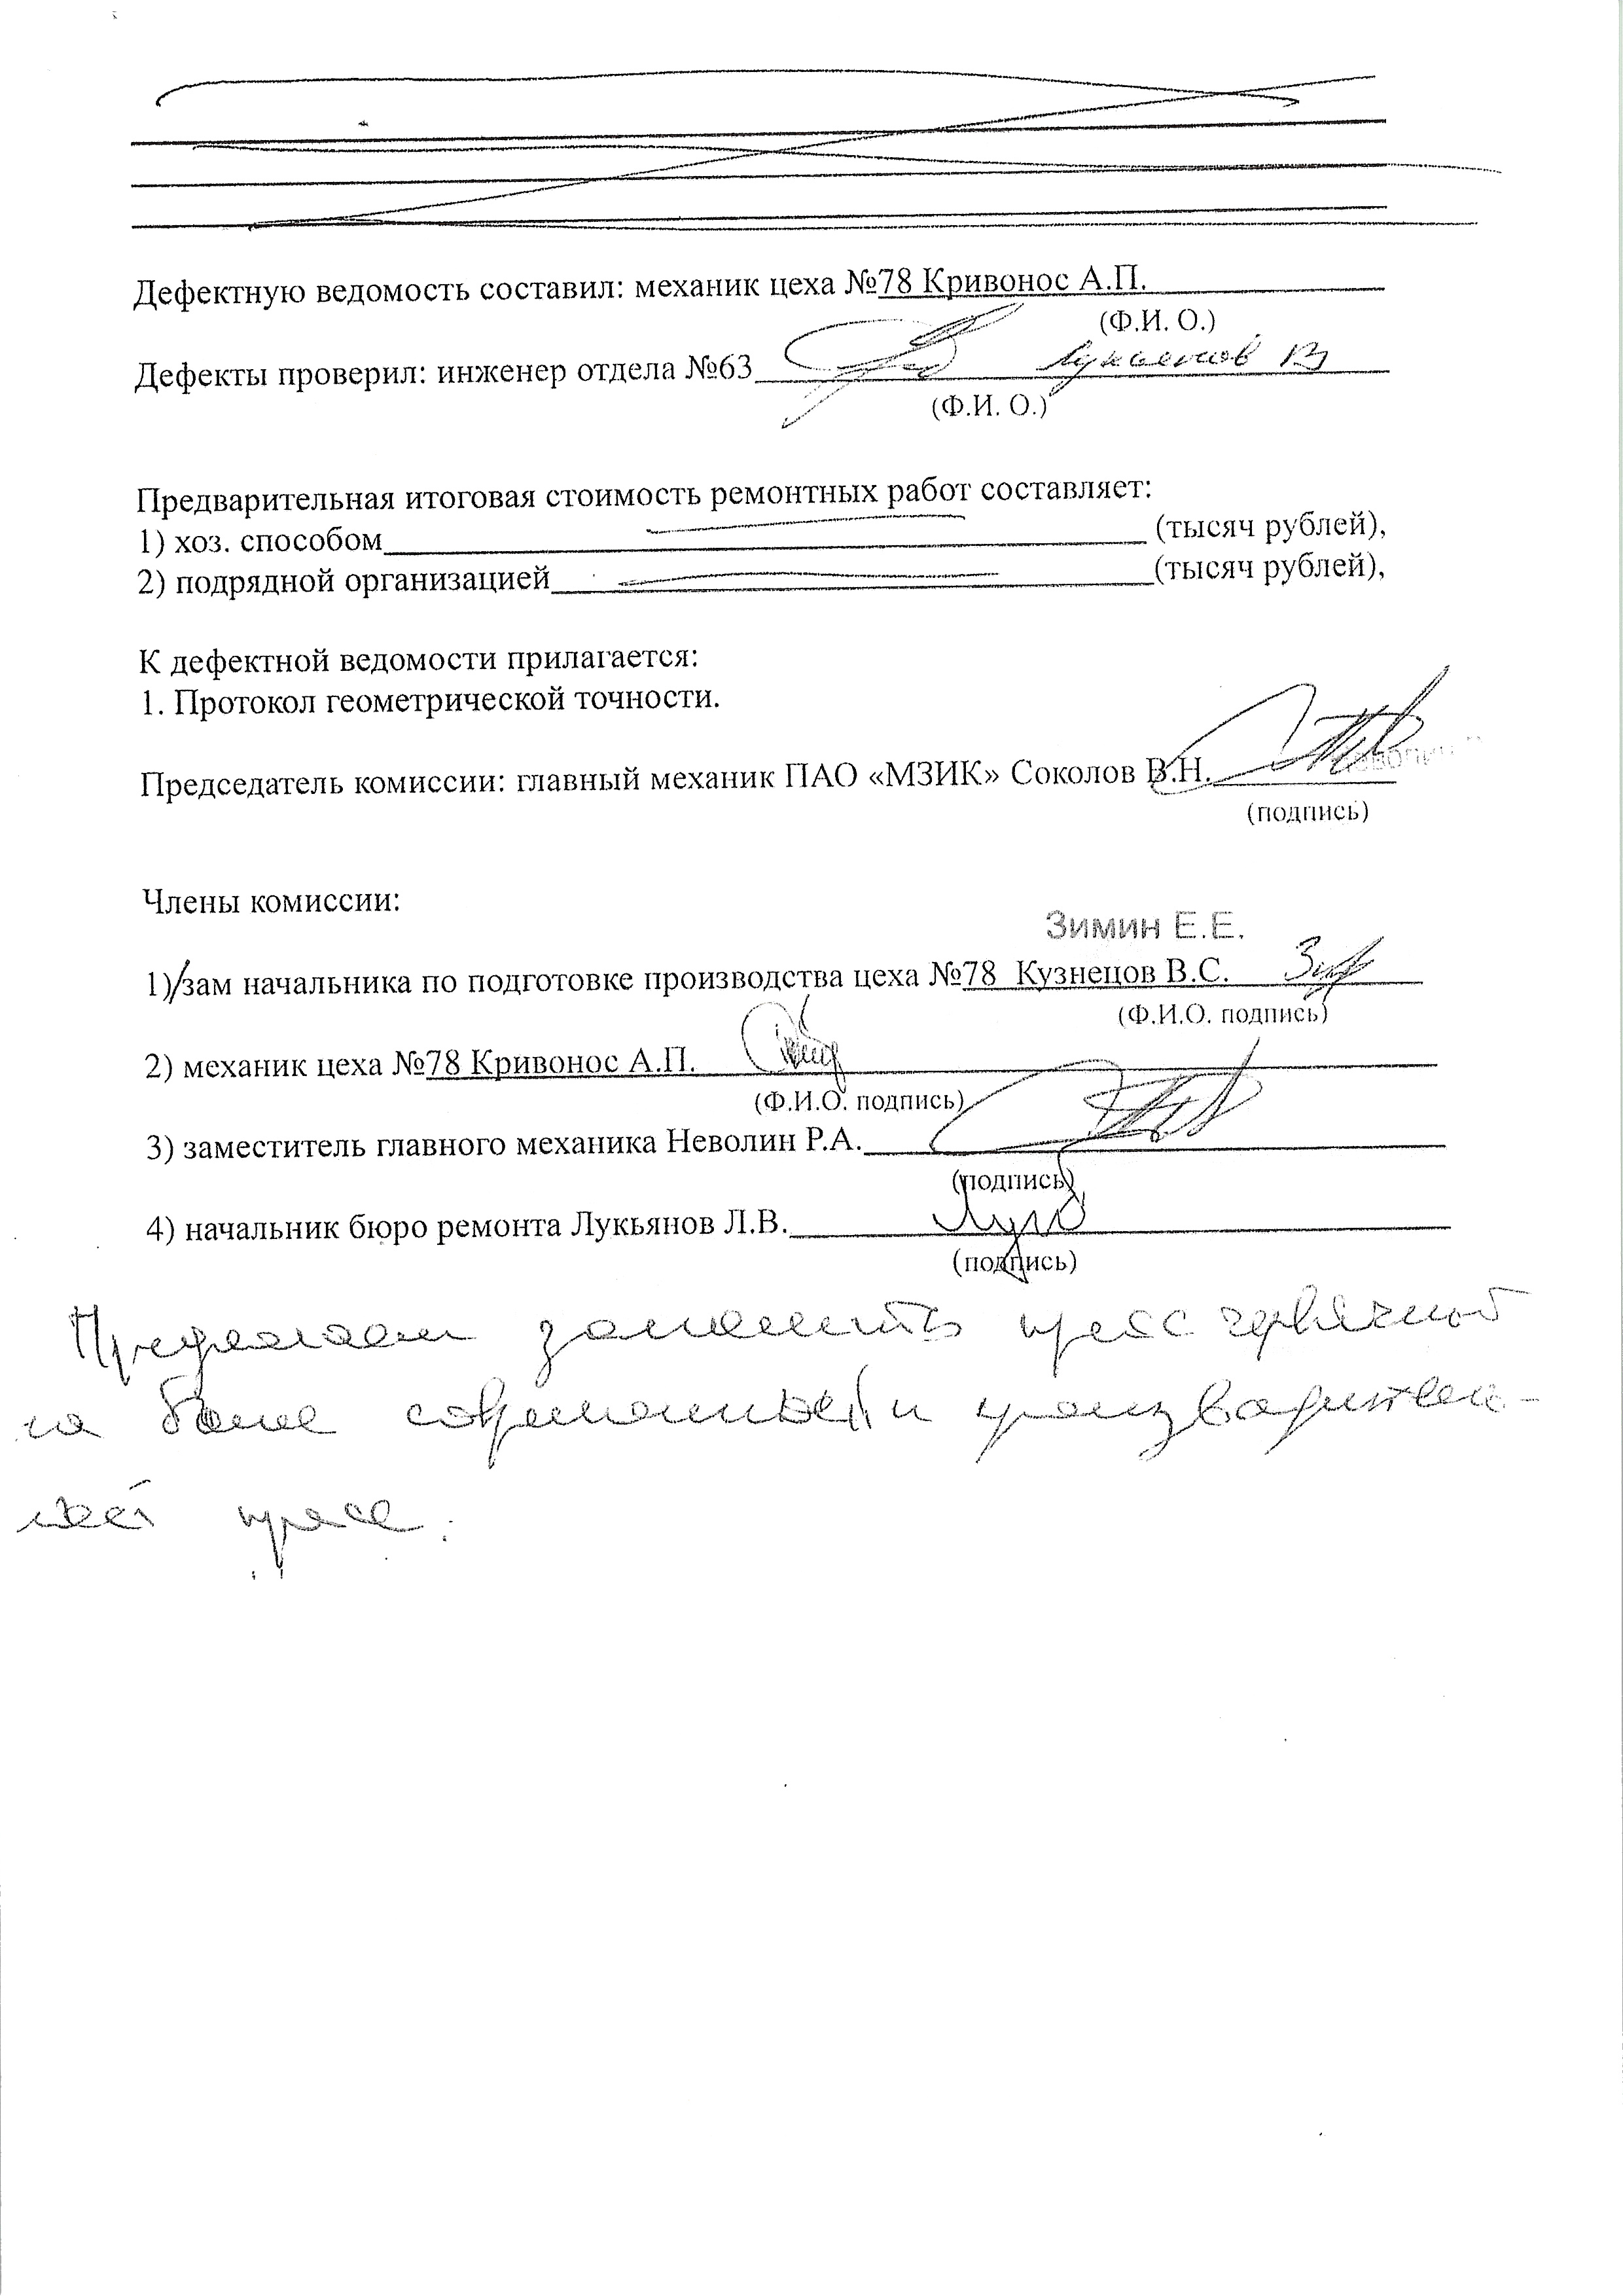 Дефектную ведомость составил: механик цеха №78 Кривонос А.П.
(Ф.И. О.)
Дефекты проверил: инженер отдела №63
(Ф.И. О.)
Предварительная итоговая стоимость ремонтных работ составляет:
1) хоз. способом (тысяч рублей),
2) подрядной организацией (тысяч рублей),
К дефектной ведомости прилагается:
1. Протокол геометрической точности.
Председатель комиссии: главный механик ПАО «МЗИК» Соколов В.Н.
(подпись)
Члены комиссии:
Зимин Е.Е.
1) зам начальника по подготовке производства цеха №78 Кузнецов В.С.
(Ф.И.О. подпись)
2) механик цеха №78 Кривонос А.П.
(Ф.И.О. подпись)
3) заместитель главного механика Неволин Р.А.
(подпись)
4) начальник бюро ремонта Лукьянов Л.В.
(подпись)
Предлагаем заменить пресс червячной
на более современный и производитель-
ный пресс.